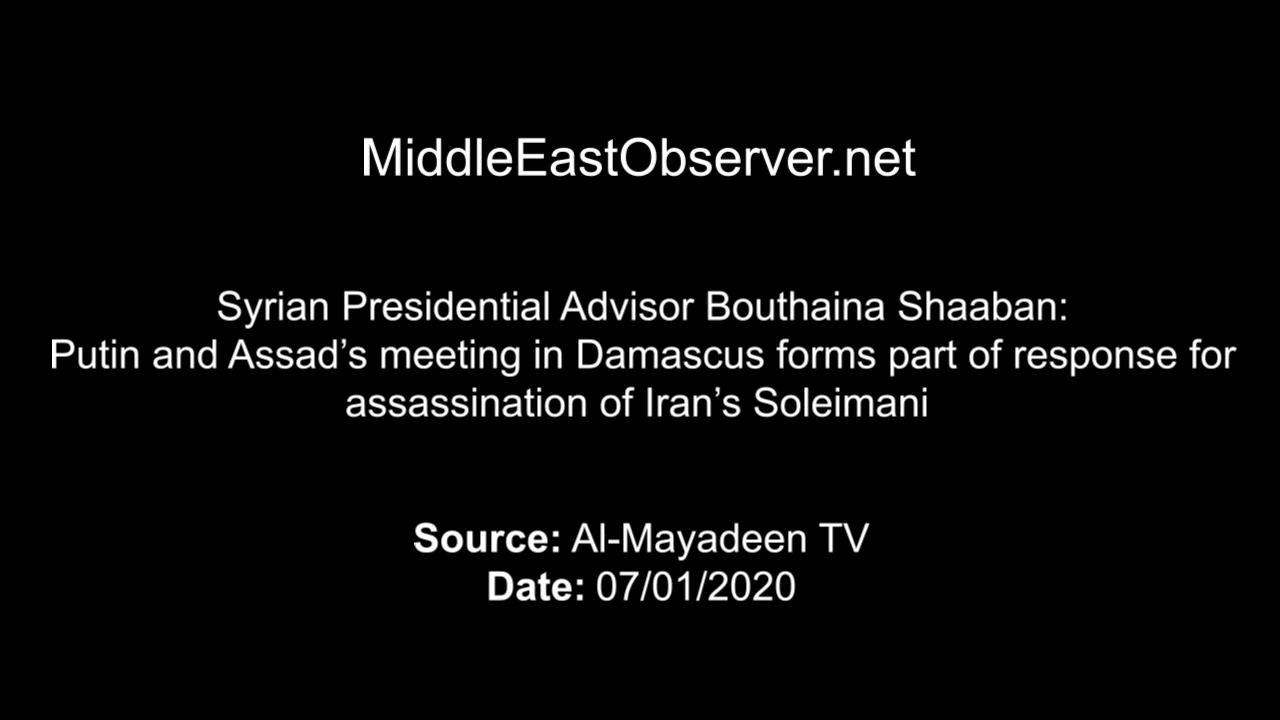 MiddleEastObserver.net
Syrian Presidential Advisor Bouthaina Shaaban:
Putin and Assad’s meeting in Damascus forms part of response for
assassination of Iran’s Soleimani
Source: Al-Mayadeen TV
Date: 07/01/2020